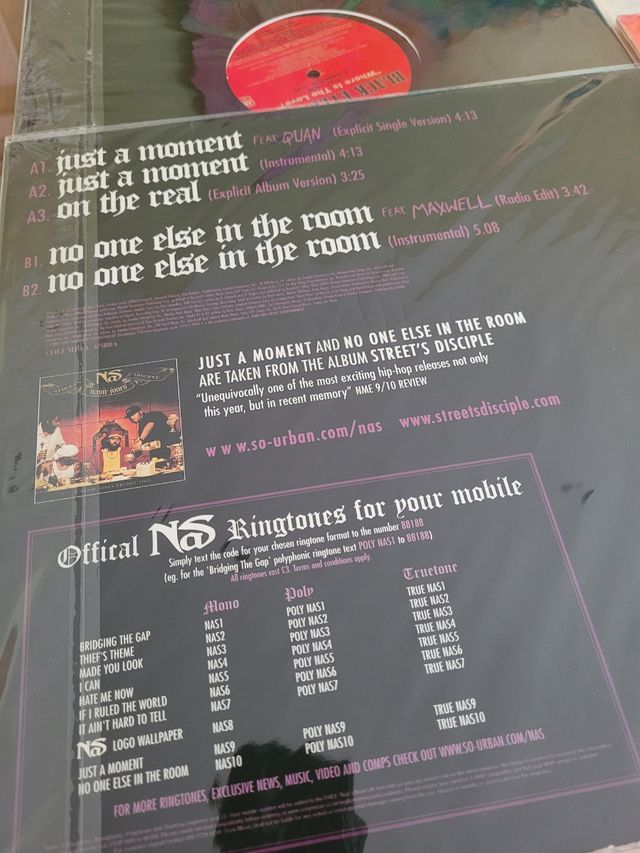 "Where Is The Love?"
A1. just a moment FEAT QUAN (Explicit Single Version) 4:13
A2. just a moment (Instrumental) 4:13
A3. on the real (Explicit Album Version) 3:25
B1. no one else in the room FEAT MAXWELL (Radio Edit) 3.42
B2. no one else in the room (Instrumental) 5.08
COLUMBIA
STREET'S NAS DISCIPLE
JUST A MOMENT AND NO ONE ELSE IN THE ROOM
ARE TAKEN FROM THE ALBUM STREET'S DISCIPLE
"Unequivocally one of the most exciting hip-hop releases not only
this year, but in recent memory" NME 9/10 REVIEW
www.so-urban.com/nas www.streetsdisciple.com
Offical NAS Ringtones for your mobile
Simply text the code for your chosen ringtone format to the number 88188
(eg. for the 'Bridging The Gap' polyphonic ringtone text POLY NAS1 to 88188)
All ringtones cost £3. Terms and conditions apply.
Mono Poly Truetone
BRIDGING THE GAP NAS1 POLY NAS1 TRUE NAS1
THIEF'S THEME NAS2 POLY NAS2 TRUE NAS2
MADE YOU LOOK NAS3 POLY NAS3 TRUE NAS3
I CAN NAS4 POLY NAS4 TRUE NAS4
HATE ME NOW NAS5 POLY NAS5 TRUE NAS5
IF I RULED THE WORLD NAS6 POLY NAS6 TRUE NAS6
IT AIN'T HARD TO TELL NAS7 POLY NAS7 TRUE NAS7
NAS LOGO WALLPAPER NAS8
JUST A MOMENT NAS9 POLY NAS9 TRUE NAS9
NO ONE ELSE IN THE ROOM NAS10 POLY NAS10 TRUE NAS10
FOR MORE RINGTONES, EXCLUSIVE NEWS, MUSIC, VIDEO AND COMPS CHECK OUT WWW.SO-URBAN.COM/NAS